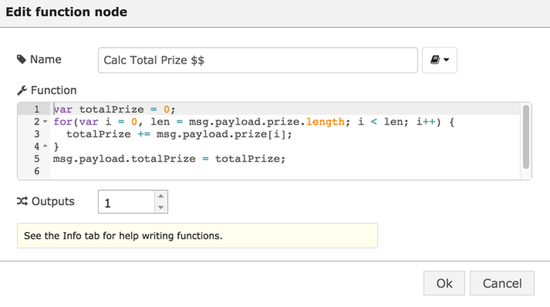 Edit function node
Name
Calc Total Prize $$
Function
1 var totalPrize = 0;
2 for(var i = 0, len = msg.payload.prize.length; i < len; i++) {
3 totalPrize += msg.payload.prize[i];
4 }
5 msg.payload.totalPrize = totalPrize;
6
Outputs
1
See the Info tab for help writing functions.
Ok
Cancel